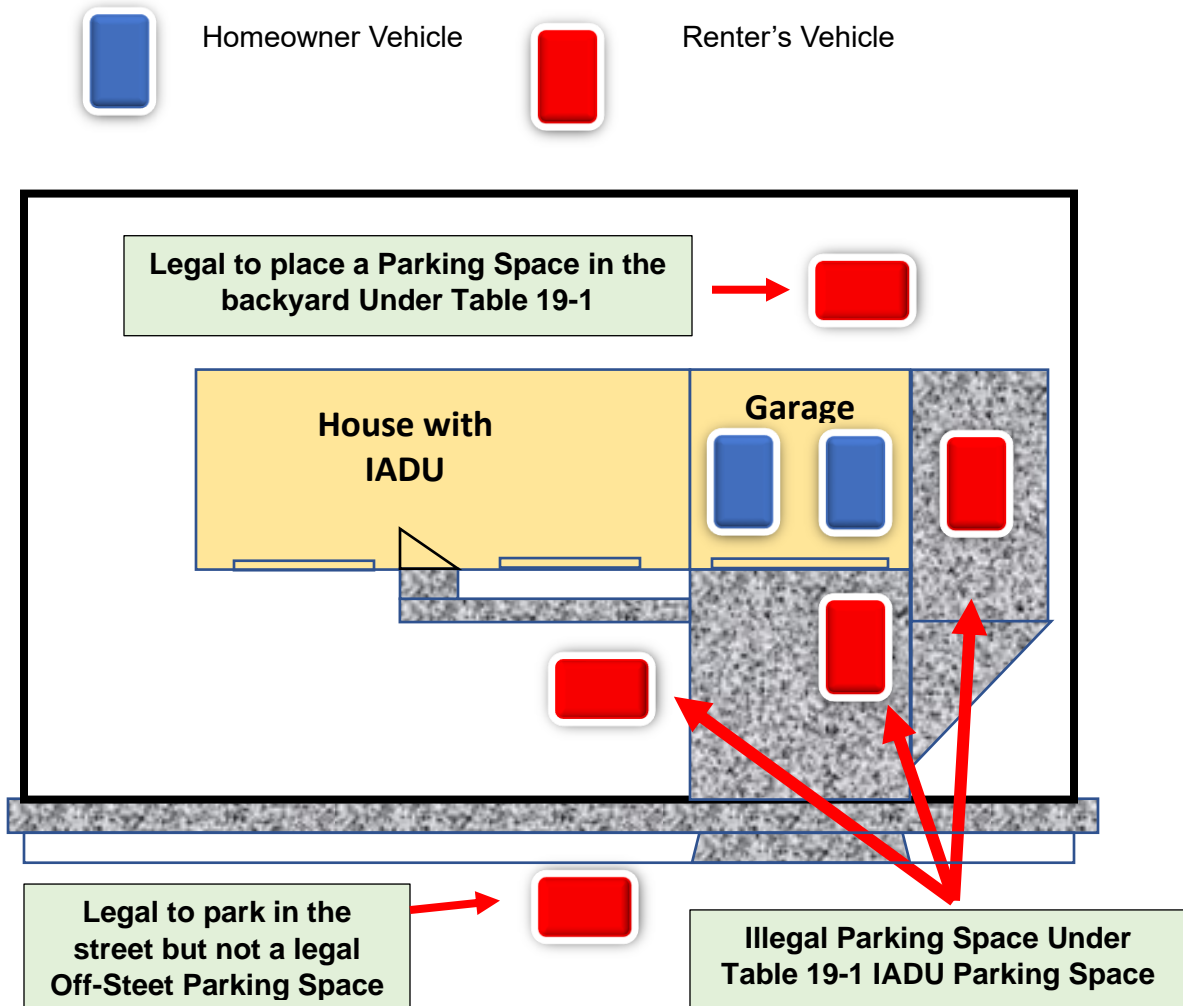 Homeowner Vehicle
Renter’s Vehicle
Legal to place a Parking Space in the
backyard Under Table 19-1
House with
IADU
Garage
Legal to park in the
street but not a legal
Off-Steet Parking Space
Illegal Parking Space Under
Table 19-1 IADU Parking Space